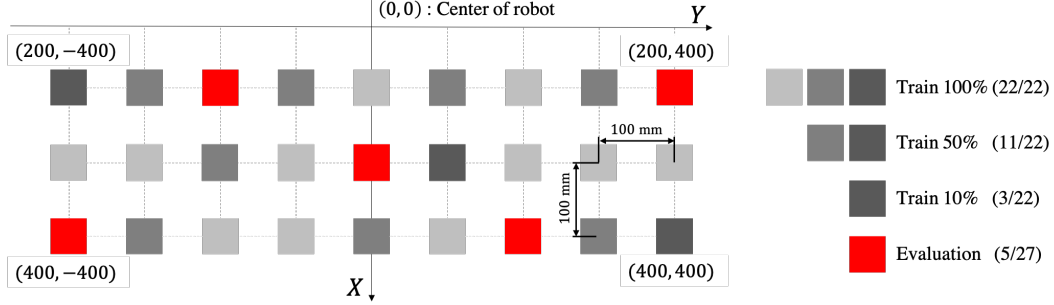 (0,0) : Center of robot
Y
(200,−400)
(200,400)
100 mm
100 mm
(400,−400)
(400,400)
X
Train 100% (22/22)
Train 50% (11/22)
Train 10% (3/22)
Evaluation (5/27)